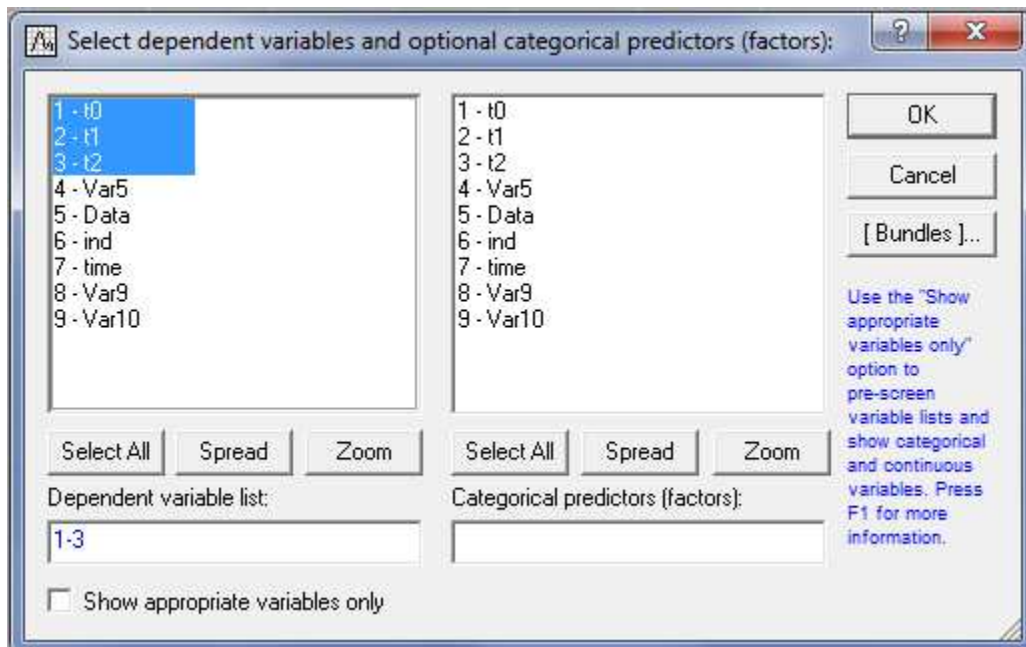 Select dependent variables and optional categorical predictors (factors):
1 - t0
2 - t1
3 - t2
4 - Var5
5 - Data
6 - ind
7 - time
8 - Var9
9 - Var10
Select All
Spread
Zoom
Dependent variable list:
1-3
Show appropriate variables only
1 - t0
2 - t1
3 - t2
4 - Var5
5 - Data
6 - ind
7 - time
8 - Var9
9 - Var10
Select All
Spread
Zoom
Categorical predictors (factors):
OK
Cancel
[ Bundles ]...
Use the "Show
appropriate
variables only"
option to
pre-screen
variable lists and
show categorical
and continuous
variables. Press
F1 for more
information.